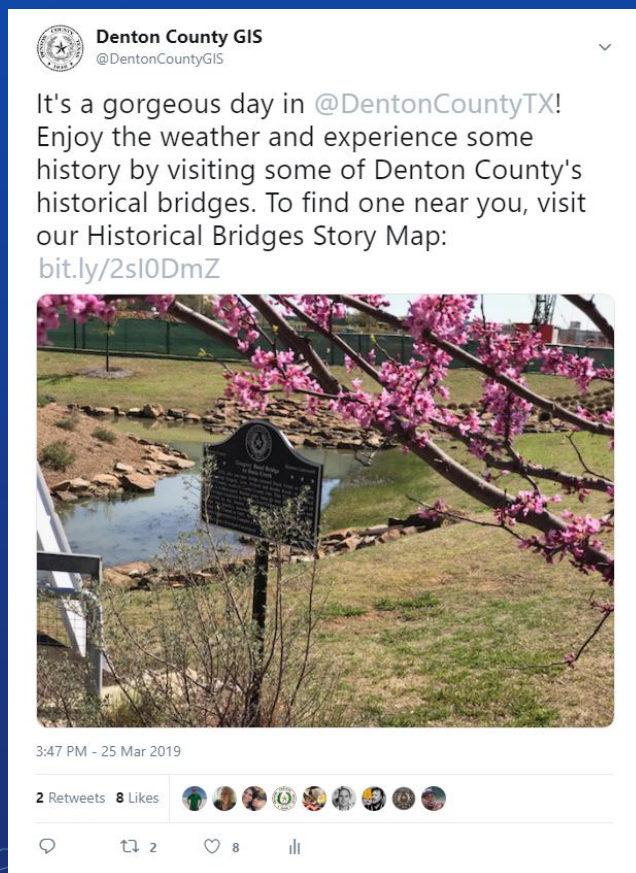 Denton County GIS
@DentonCountyGIS
It's a gorgeous day in @DentonCountyTX!
Enjoy the weather and experience some
history by visiting some of Denton County's
historical bridges. To find one near you, visit
our Historical Bridges Story Map:
bit.ly/2sI0DmZ
3:47 PM - 25 Mar 2019
2 Retweets 8 Likes
2 8